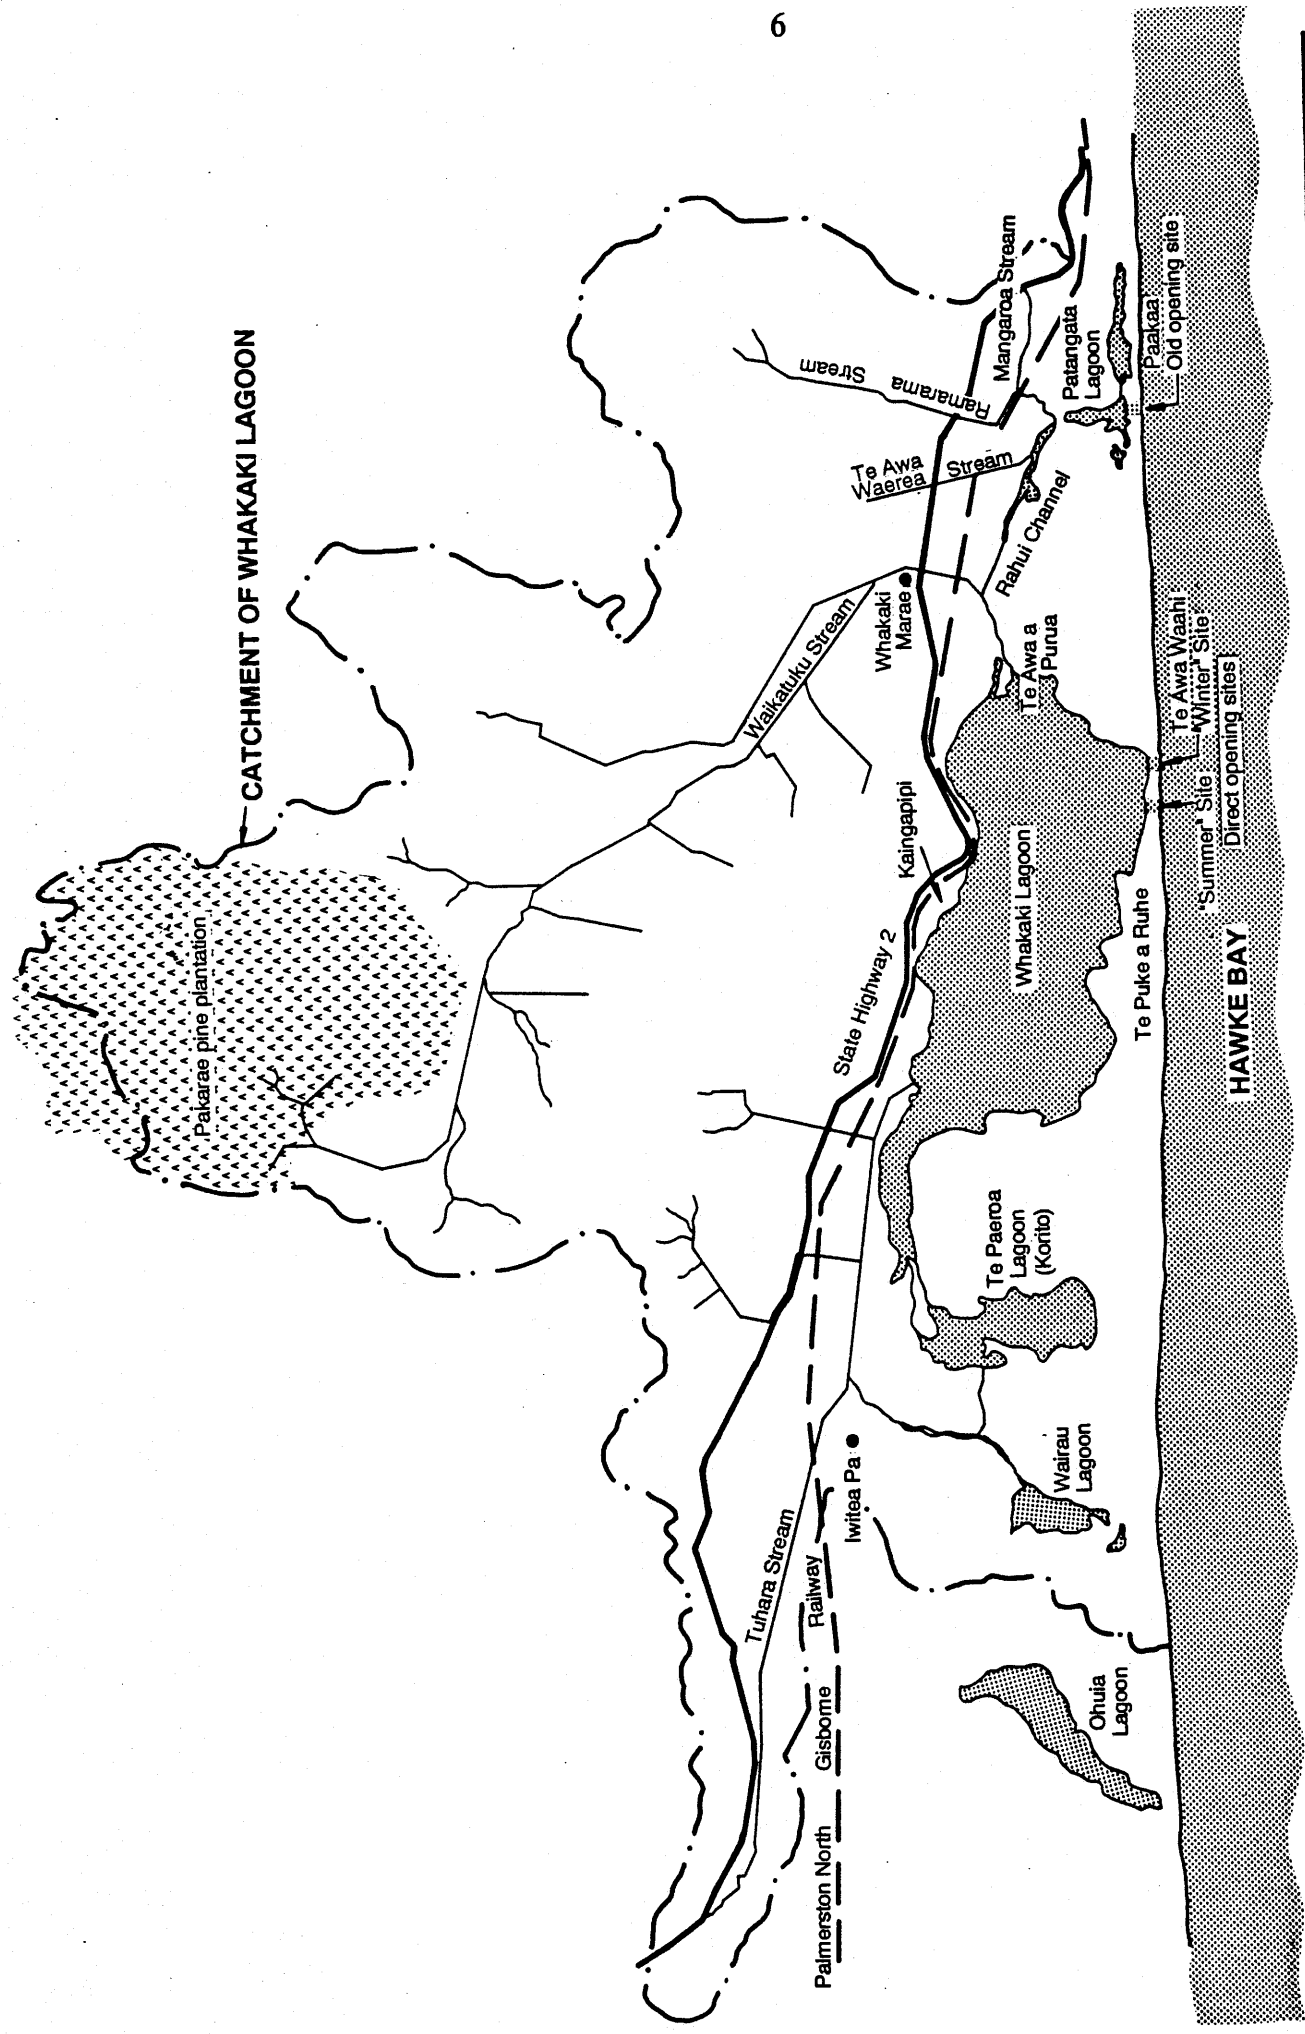 6
CATCHMENT OF WHAKAKI LAGOON
Pakarae pine plantation
Stream
Ramarama
Mangaroa Stream
Te Awa
Waerea
Stream
Patangata
Lagoon
Paakaa
Old opening site
Rahui Channel
Waikatuku Stream
Whakaki
Marae
Te Awa a
Purua
Te Awa Waahi
"Winter" Site
"Summer" Site
Direct opening sites
Kaingapipi
State Highway 2
Whakaki Lagoon
Te Puke a Ruhe
HAWKE BAY
Te Paeroa
Lagoon
(Korito)
Iwitea Pa
Wairau
Lagoon
Tuhara Stream
Palmerston North Gisborne Railway
Ohuia
Lagoon